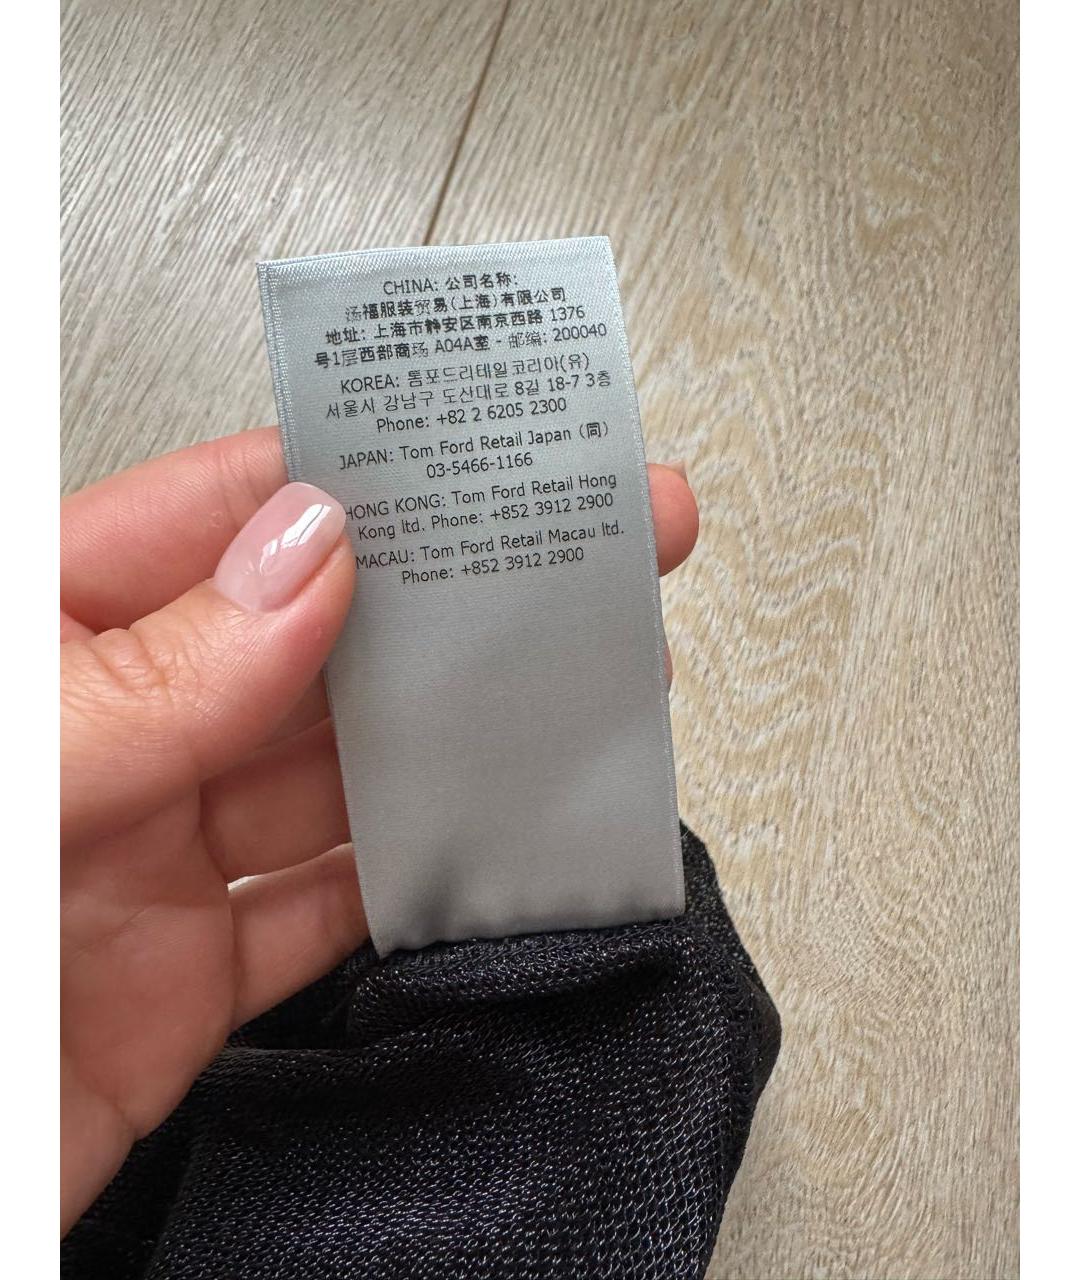 CHINA: 公司名称:
汤福服装贸易(上海)有限公司
地址: 上海市静安区南京西路 1376
号1层西部商场 A04A室 - 邮编: 200040
KOREA: 톰포드리테일코리아(유)
서울시 강남구 도산대로 8길 18-7 3층
Phone: +82 2 6205 2300
JAPAN: Tom Ford Retail Japan (同)
03-5466-1166
HONG KONG: Tom Ford Retail Hong
Kong ltd. Phone: +852 3912 2900
MACAU: Tom Ford Retail Macau ltd.
Phone: +852 3912 2900